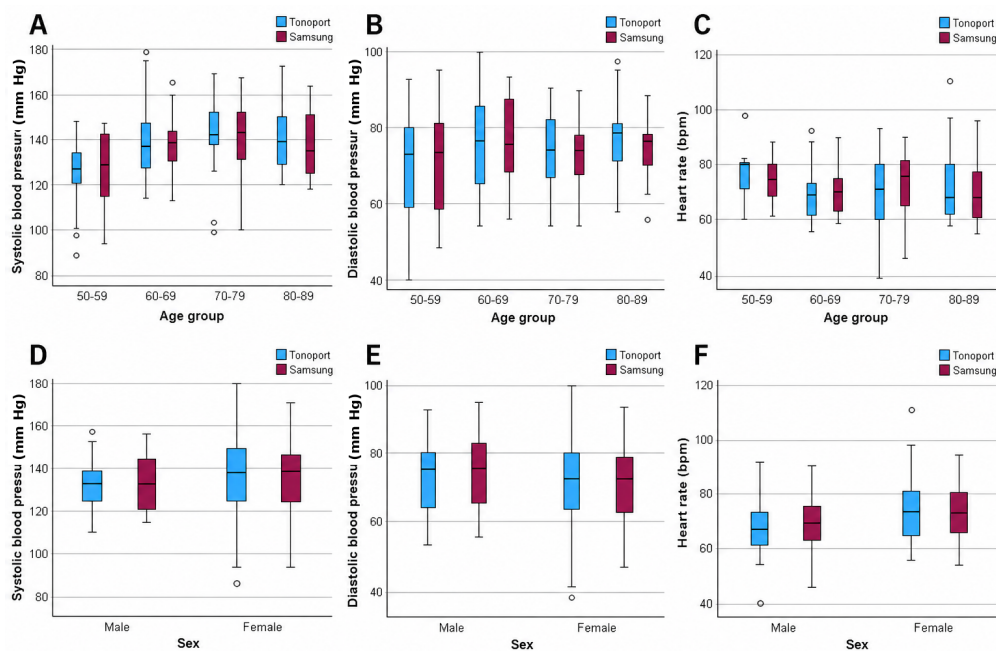 A
Tonoport
Samsung
Systolic blood pressur (mm Hg)
180
160
140
120
100
80
50-59
60-69
70-79
80-89
Age group
B
Tonoport
Samsung
Diastolic blood pressur (mm Hg)
100
80
60
40
50-59
60-69
70-79
80-89
Age group
C
Tonoport
Samsung
Heart rate (bpm)
120
100
80
60
40
50-59
60-69
70-79
80-89
Age group
D
Tonoport
Samsung
Systolic blood pressu (mm Hg)
180
160
140
120
100
80
Male
Female
Sex
E
Tonoport
Samsung
Diastolic blood pressu (mm Hg)
100
80
60
40
Male
Female
Sex
F
Tonoport
Samsung
Heart rate (bpm)
120
100
80
60
40
Male
Female
Sex